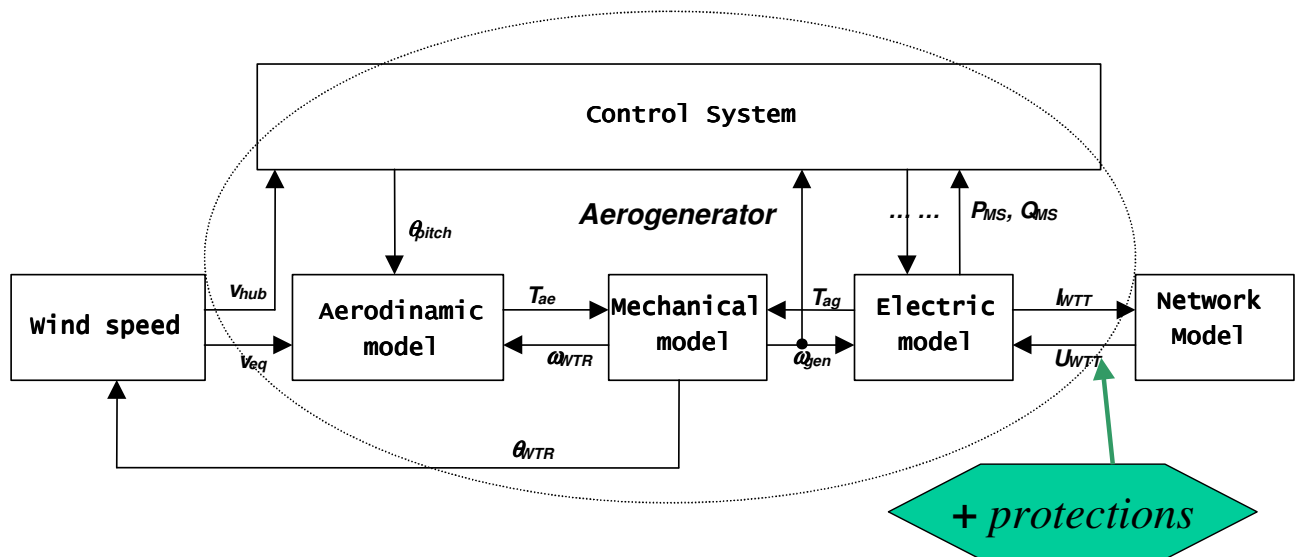 Control System
Aerogenerator
... ...
PMS, QMS
θpitch
vhub
Tae
Tag
IWTT
Wind speed
Aerodinamic
model
Mechanical
model
Electric
model
Network
Model
veq
ωWTR
ωgen
UWTT
θWTR
+ protections